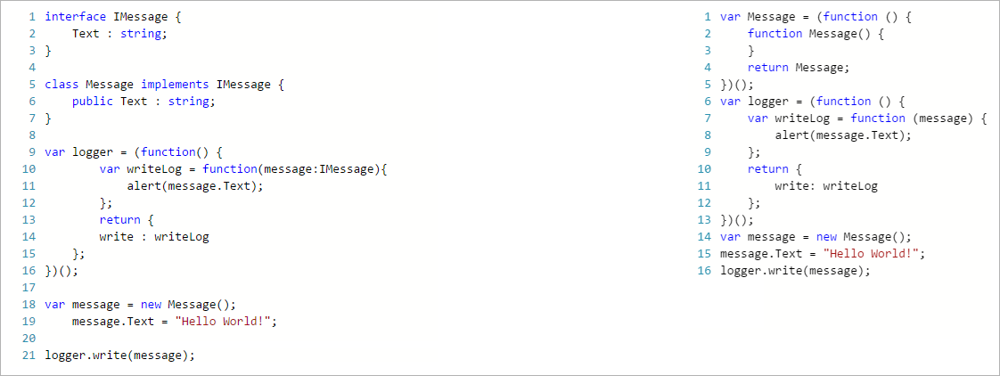 1 interface IMessage {
2     Text : string;
3 }
4
5 class Message implements IMessage {
6     public Text : string;
7 }
8
9 var logger = (function() {
10         var writeLog = function(message:IMessage){
11             alert(message.Text);
12         };
13         return {
14         write : writeLog
15     };
16 })();
17
18 var message = new Message();
19     message.Text = "Hello World!";
20
21 logger.write(message);
1 var Message = (function () {
2     function Message() {
3     }
4     return Message;
5 })();
6 var logger = (function () {
7     var writeLog = function (message) {
8         alert(message.Text);
9     };
10     return {
11         write: writeLog
12     };
13 })();
14 var message = new Message();
15 message.Text = "Hello World!";
16 logger.write(message);